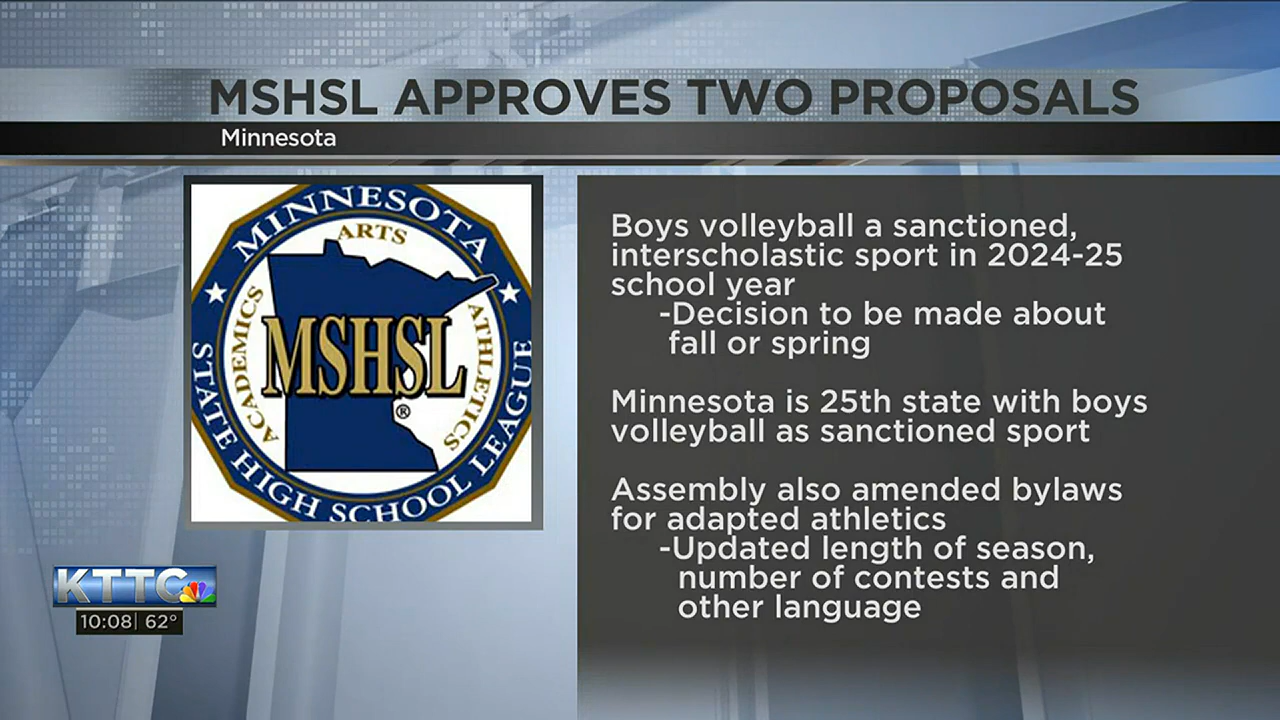 MSHSL APPROVES TWO PROPOSALS
Minnesota
MINNESOTA
ARTS
ACADEMICS
ATHLETICS
MSHSL
®
STATE HIGH SCHOOL LEAGUE
Boys volleyball a sanctioned,
interscholastic sport in 2024-25
school year
-Decision to be made about
fall or spring
Minnesota is 25th state with boys
volleyball as sanctioned sport
Assembly also amended bylaws
for adapted athletics
-Updated length of season,
number of contests and
other language
KTTC
10:08| 62°